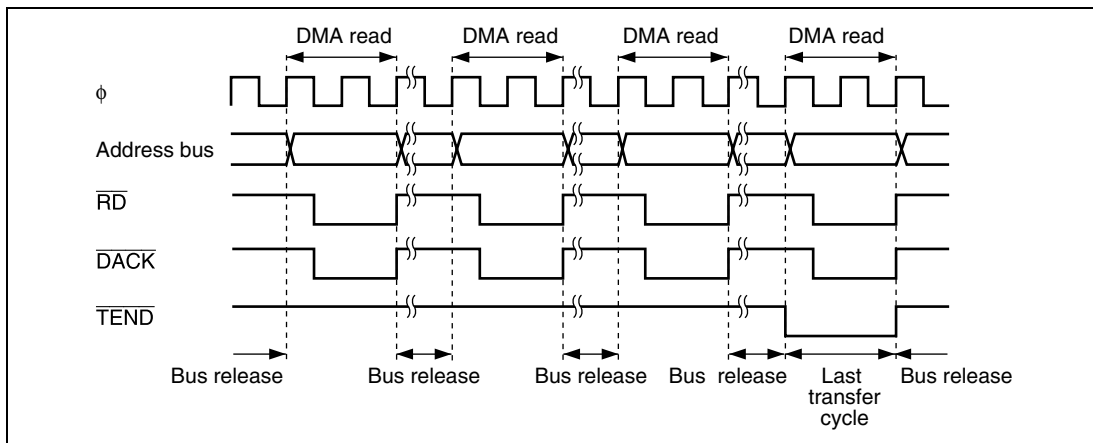 DMA read DMA read DMA read DMA read
ϕ
Address bus
RD
DACK
TEND
Bus release Bus release Bus release Bus release Last transfer cycle Bus release